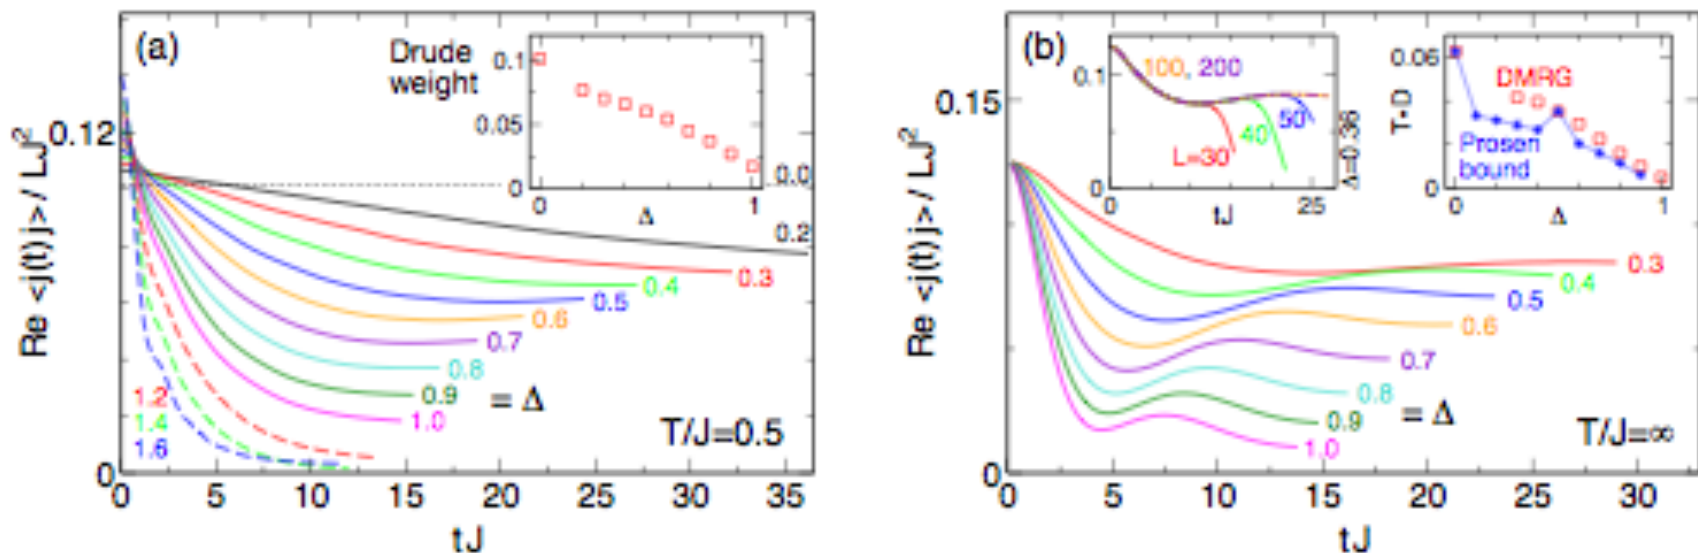 (a)
Re <j(t) j> / LJ²
0.12
0
Drude
weight
0.1
0.05
0
0
Δ
1
0.0
0.2
0.3
0.4
0.5
0.6
0.7
0.8
0.9
= Δ
1.0
1.2
1.4
1.6
T/J=0.5
0 5 10 15 20 25 30 35
tJ
(b)
Re <j(t) j> / LJ²
0.15
0
0.1
0
100, 200
50
40
L=30
0
tJ
25
Δ=0.36
T•D
0.06
0
DMRG
Prosen
bound
0
Δ
1
0.3
0.4
0.5
0.6
0.7
0.8
0.9
= Δ
1.0
T/J=∞
0 5 10 15 20 25 30
tJ